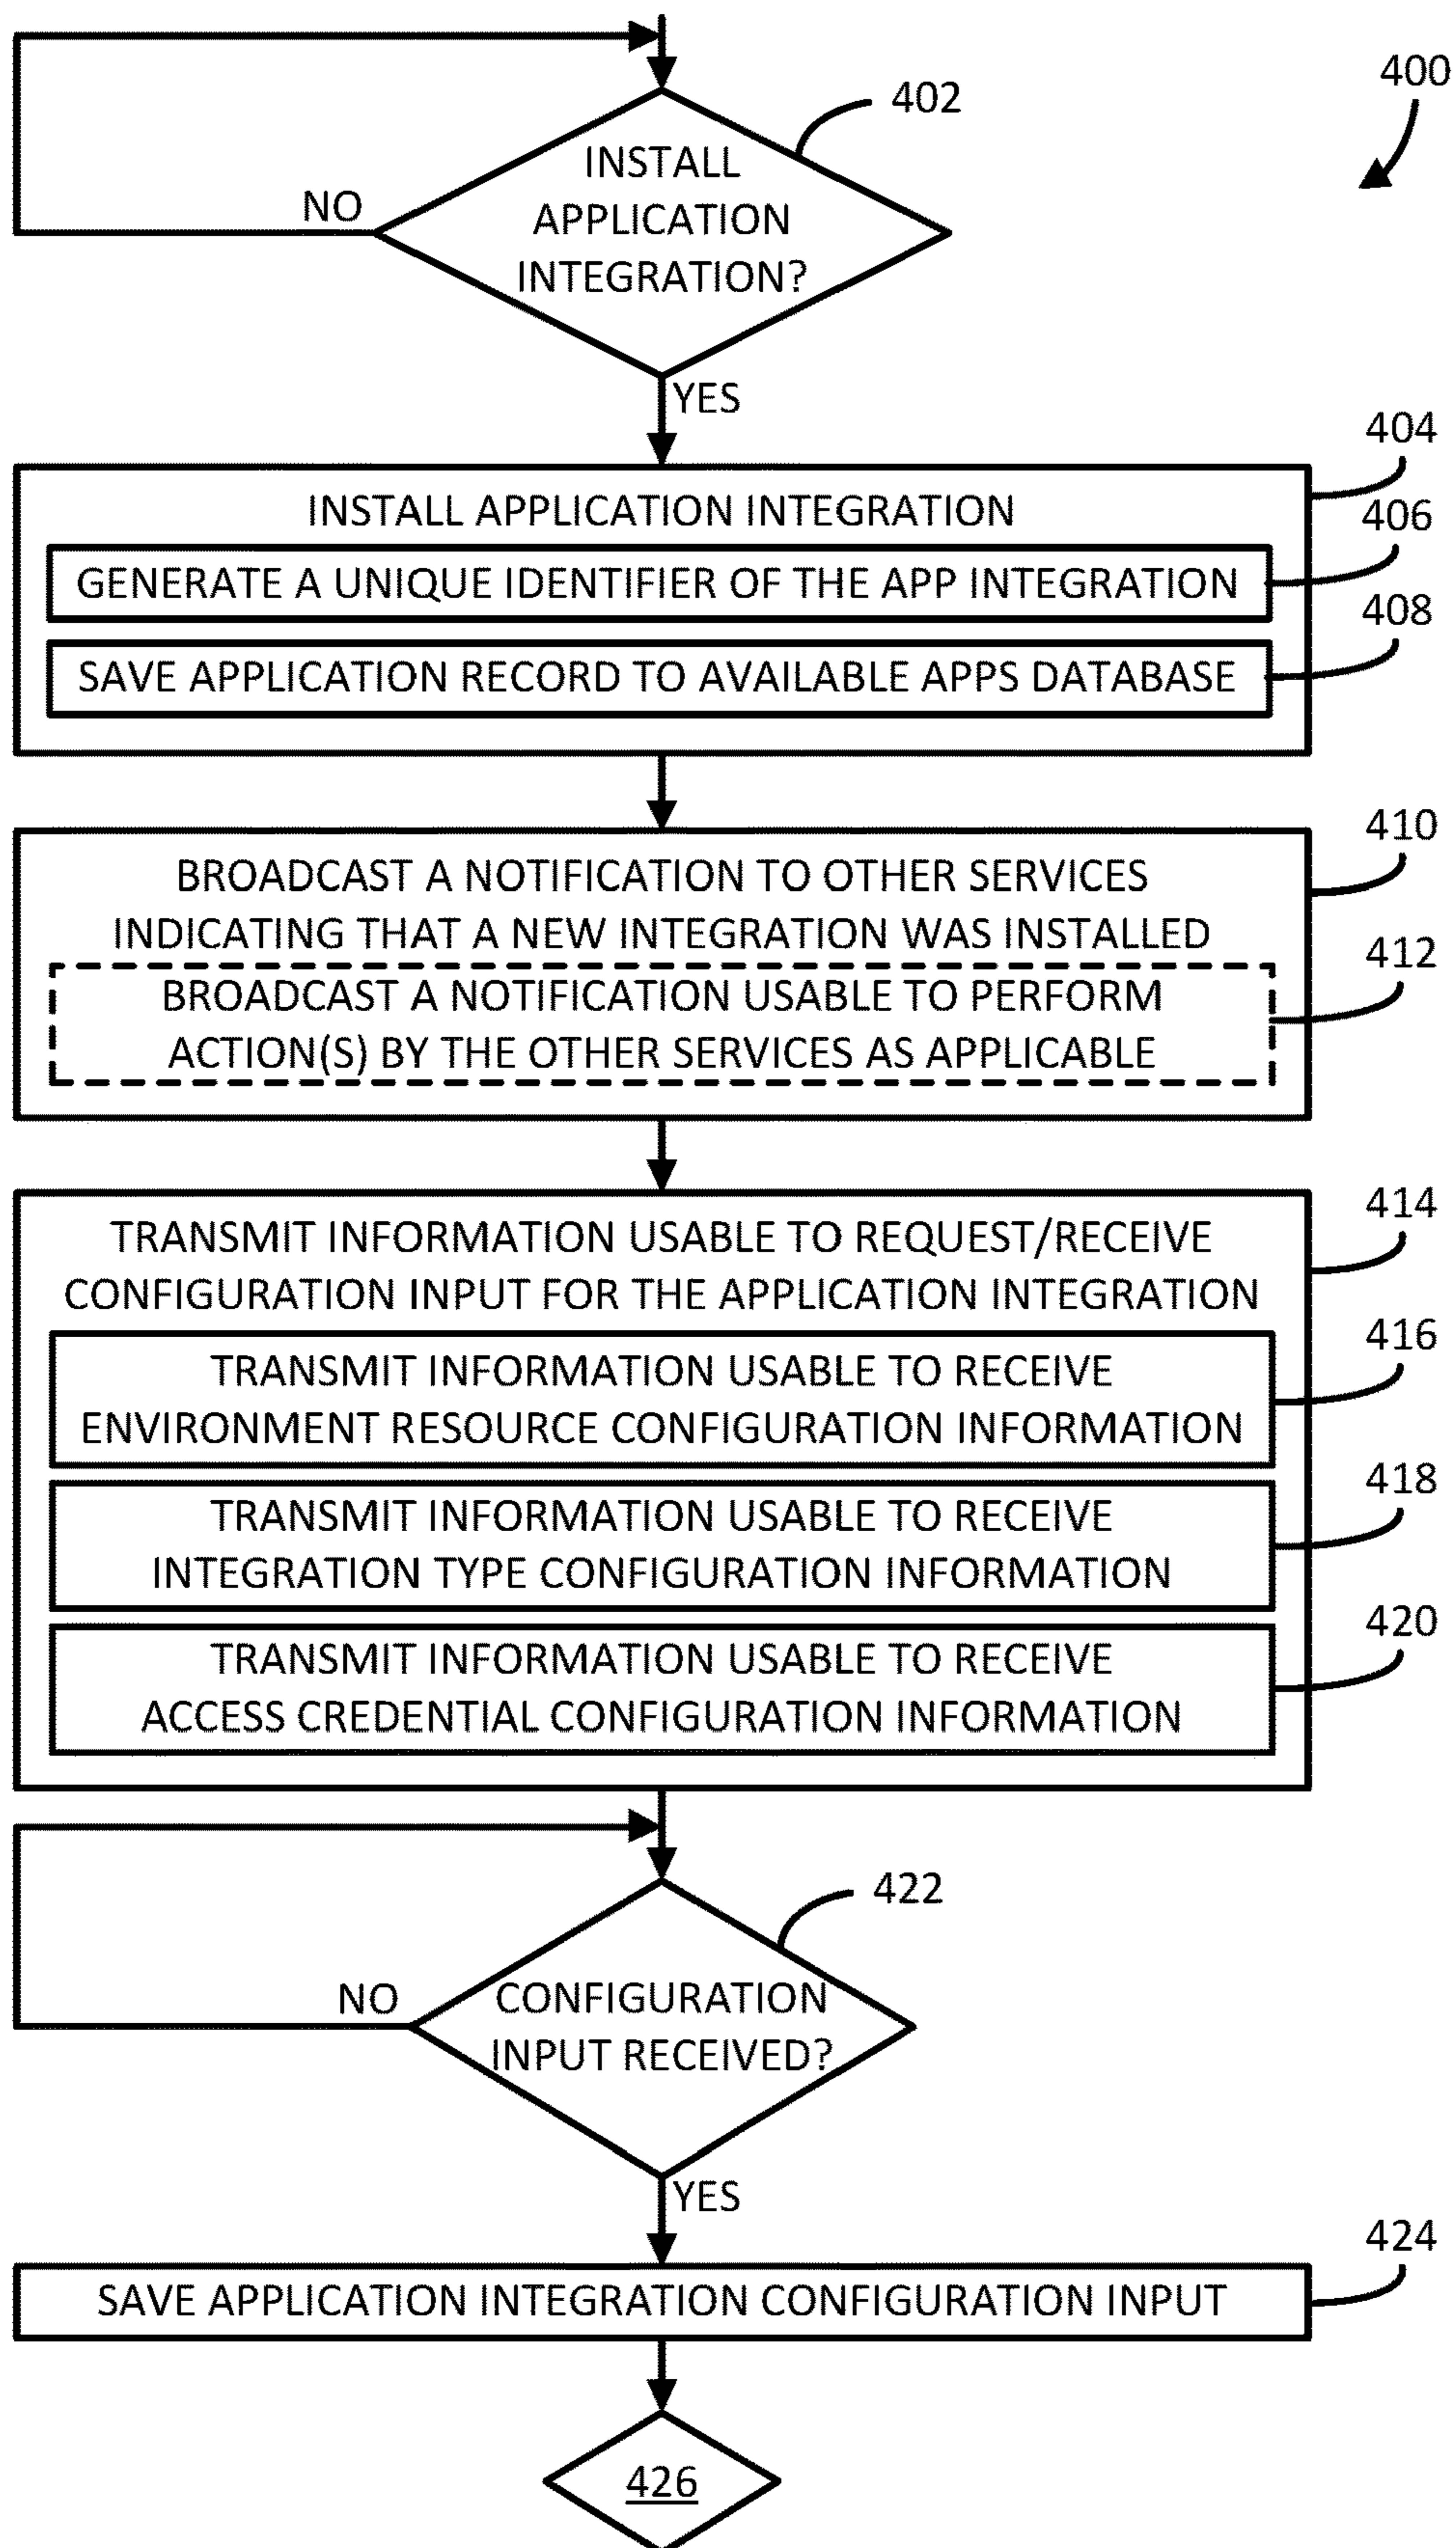 400
402
INSTALL
APPLICATION
INTEGRATION?
NO
YES
404
INSTALL APPLICATION INTEGRATION
406
GENERATE A UNIQUE IDENTIFIER OF THE APP INTEGRATION
408
SAVE APPLICATION RECORD TO AVAILABLE APPS DATABASE
410
BROADCAST A NOTIFICATION TO OTHER SERVICES
INDICATING THAT A NEW INTEGRATION WAS INSTALLED
412
BROADCAST A NOTIFICATION USABLE TO PERFORM
ACTION(S) BY THE OTHER SERVICES AS APPLICABLE
414
TRANSMIT INFORMATION USABLE TO REQUEST/RECEIVE
CONFIGURATION INPUT FOR THE APPLICATION INTEGRATION
416
TRANSMIT INFORMATION USABLE TO RECEIVE
ENVIRONMENT RESOURCE CONFIGURATION INFORMATION
418
TRANSMIT INFORMATION USABLE TO RECEIVE
INTEGRATION TYPE CONFIGURATION INFORMATION
420
TRANSMIT INFORMATION USABLE TO RECEIVE
ACCESS CREDENTIAL CONFIGURATION INFORMATION
422
NO
CONFIGURATION
INPUT RECEIVED?
YES
424
SAVE APPLICATION INTEGRATION CONFIGURATION INPUT
426